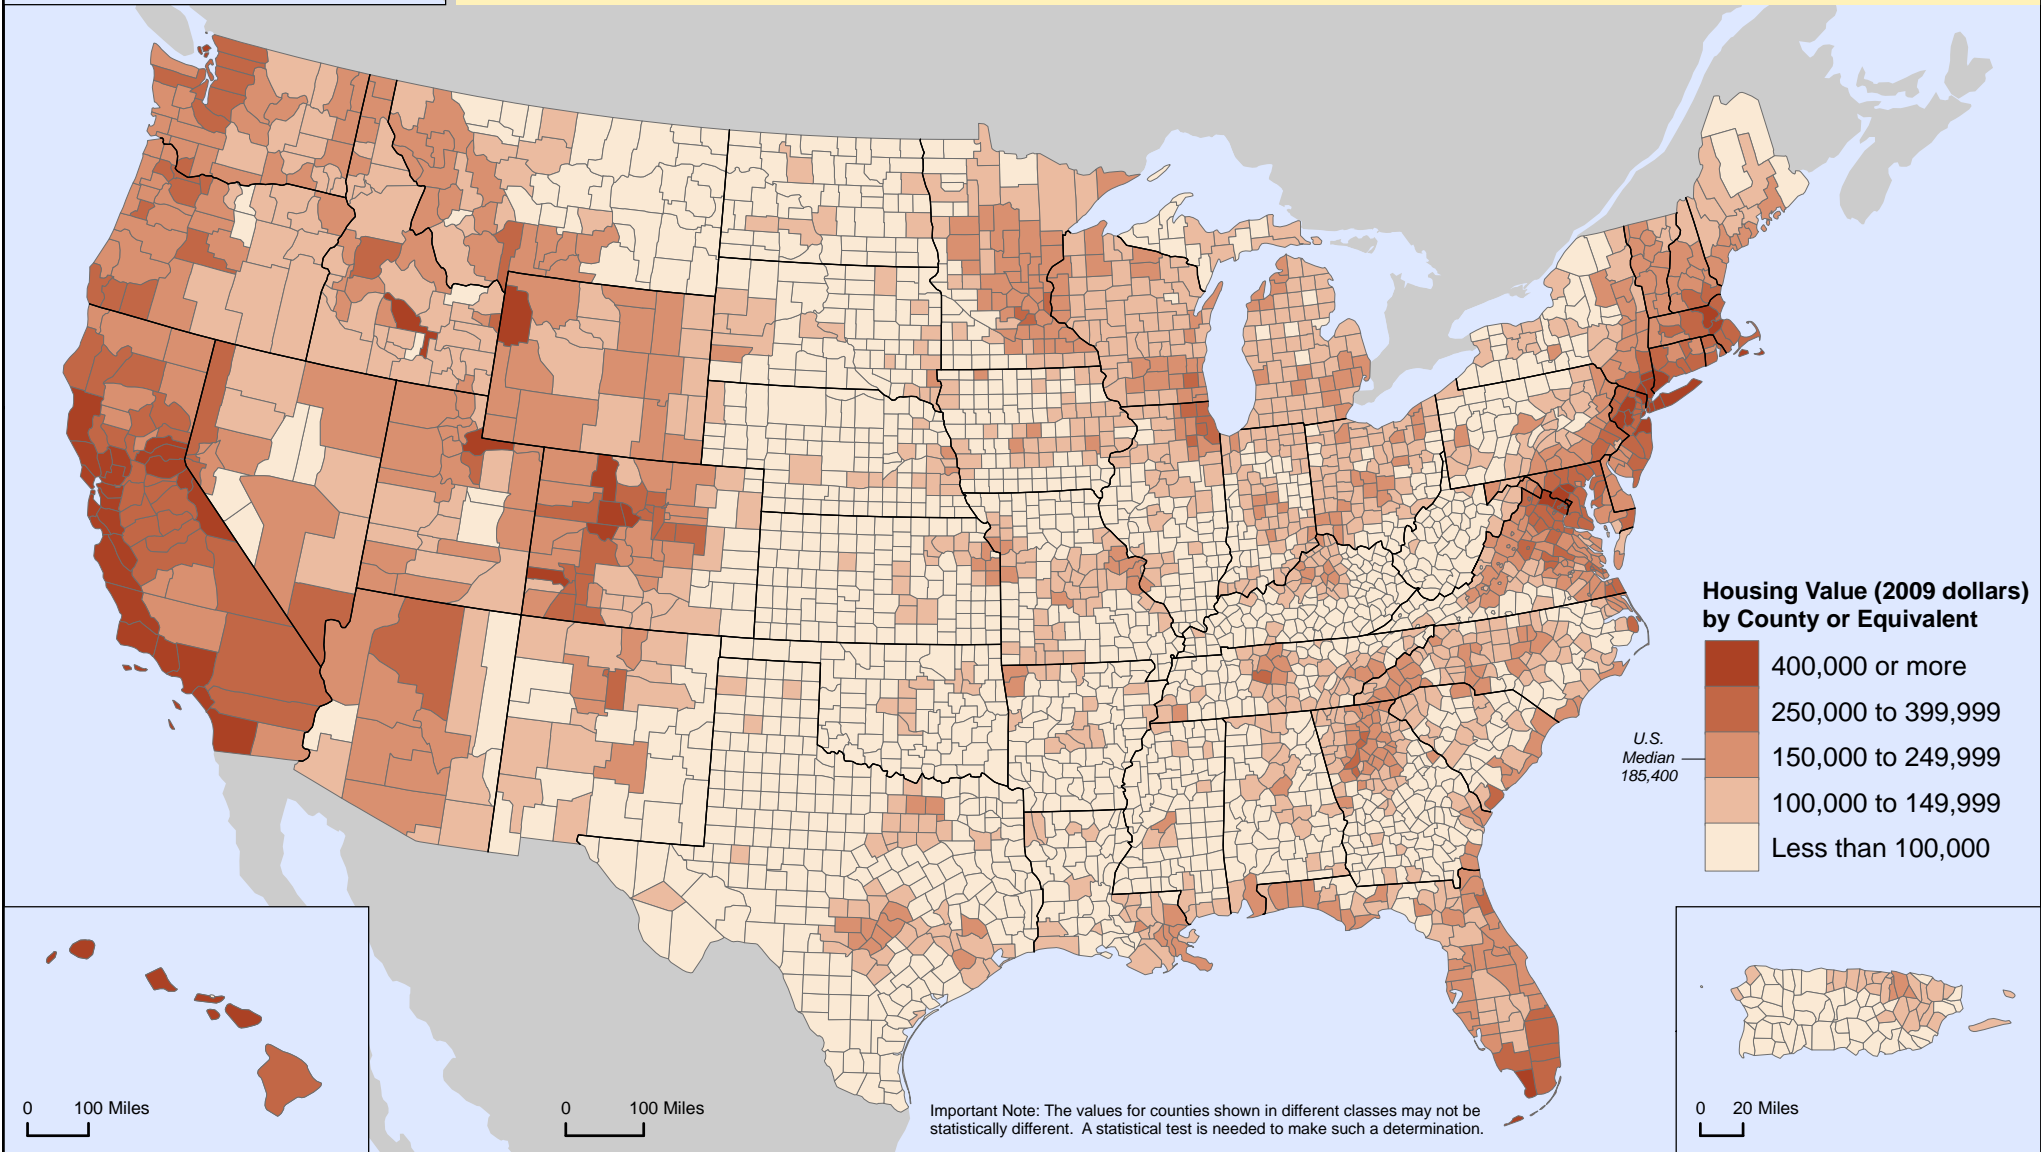 Housing Value (2009 dollars)
by County or Equivalent
400,000 or more
250,000 to 399,999
U.S.
Median
185,400
150,000 to 249,999
100,000 to 149,999
Less than 100,000
0 100 Miles
0 100 Miles
Important Note: The values for counties shown in different classes may not be
statistically different. A statistical test is needed to make such a determination.
0 20 Miles